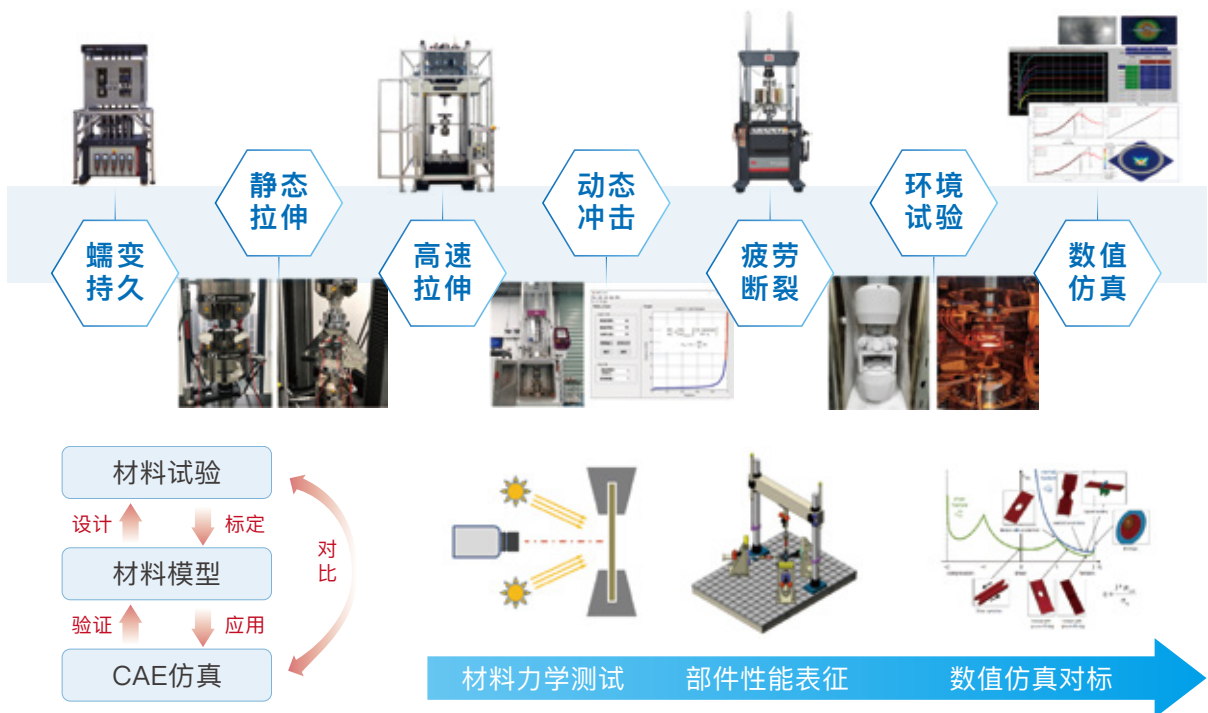 静态
拉伸
动态
冲击
环境
试验
蠕变
持久
高速
拉伸
疲劳
断裂
数值
仿真
材料试验
设计
标定
材料模型
验证
应用
CAE仿真
对比
材料力学测试
部件性能表征
数值仿真对标